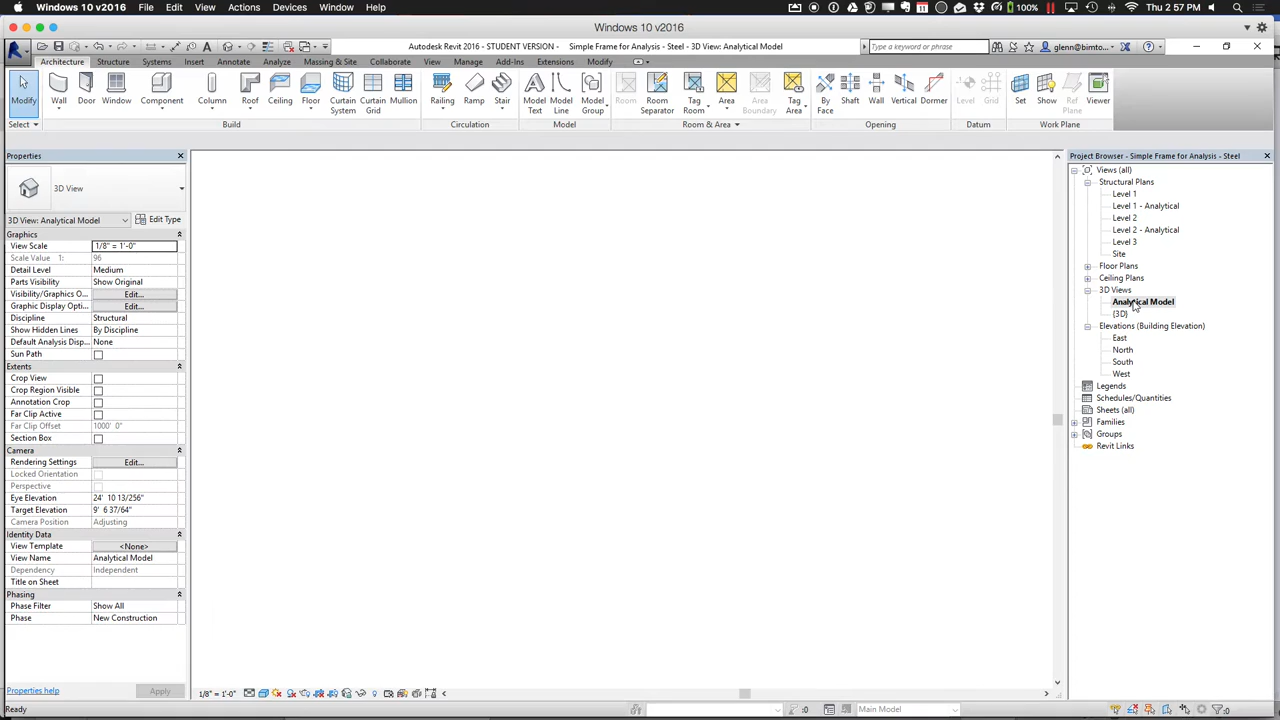 Windows 10 v2016 File Edit View Actions Devices Window Help 100% Thu 2:57 PM
Windows 10 v2016
Autodesk Revit 2016 - STUDENT VERSION - Simple Frame for Analysis - Steel - 3D View: Analytical Model Type a keyword or phrase glenn@bimto...
Architecture Structure Systems Insert Annotate Analyze Massing & Site Collaborate View Manage Add-Ins Extensions Modify
Modify Wall Door Window Component Column Roof Ceiling Floor Curtain System Curtain Grid Mullion Railing Ramp Stair Model Text Model Line Model Group Room Room Separator Tag Room Area Area Boundary Tag Area By Face Shaft Wall Vertical Dormer Level Grid Set Show Ref Plane Viewer
Select Build Circulation Model Room & Area Opening Datum Work Plane
Properties
3D View
3D View: Analytical Model Edit Type
Graphics
View Scale 1/8" = 1'-0"
Scale Value 1: 96
Detail Level Medium
Parts Visibility Show Original
Visibility/Graphics O... Edit...
Graphic Display Opti... Edit...
Discipline Structural
Show Hidden Lines By Discipline
Default Analysis Disp... None
Sun Path
Extents
Crop View
Crop Region Visible
Annotation Crop
Far Clip Active
Far Clip Offset 1000' 0"
Section Box
Camera
Rendering Settings Edit...
Locked Orientation
Perspective
Eye Elevation 24' 10 13/256"
Target Elevation 9' 6 37/64"
Camera Position Adjusting
Identity Data
View Template <None>
View Name Analytical Model
Dependency Independent
Title on Sheet
Phasing
Phase Filter Show All
Phase New Construction
Properties help Apply
Project Browser - Simple Frame for Analysis - Steel
Views (all)
Structural Plans
Level 1
Level 1 - Analytical
Level 2
Level 2 - Analytical
Level 3
Site
Floor Plans
Ceiling Plans
3D Views
Analytical Model
{3D}
Elevations (Building Elevation)
East
North
South
West
Legends
Schedules/Quantities
Sheets (all)
Families
Groups
Revit Links
1/8" = 1'-0"
Ready :0 Main Model :0